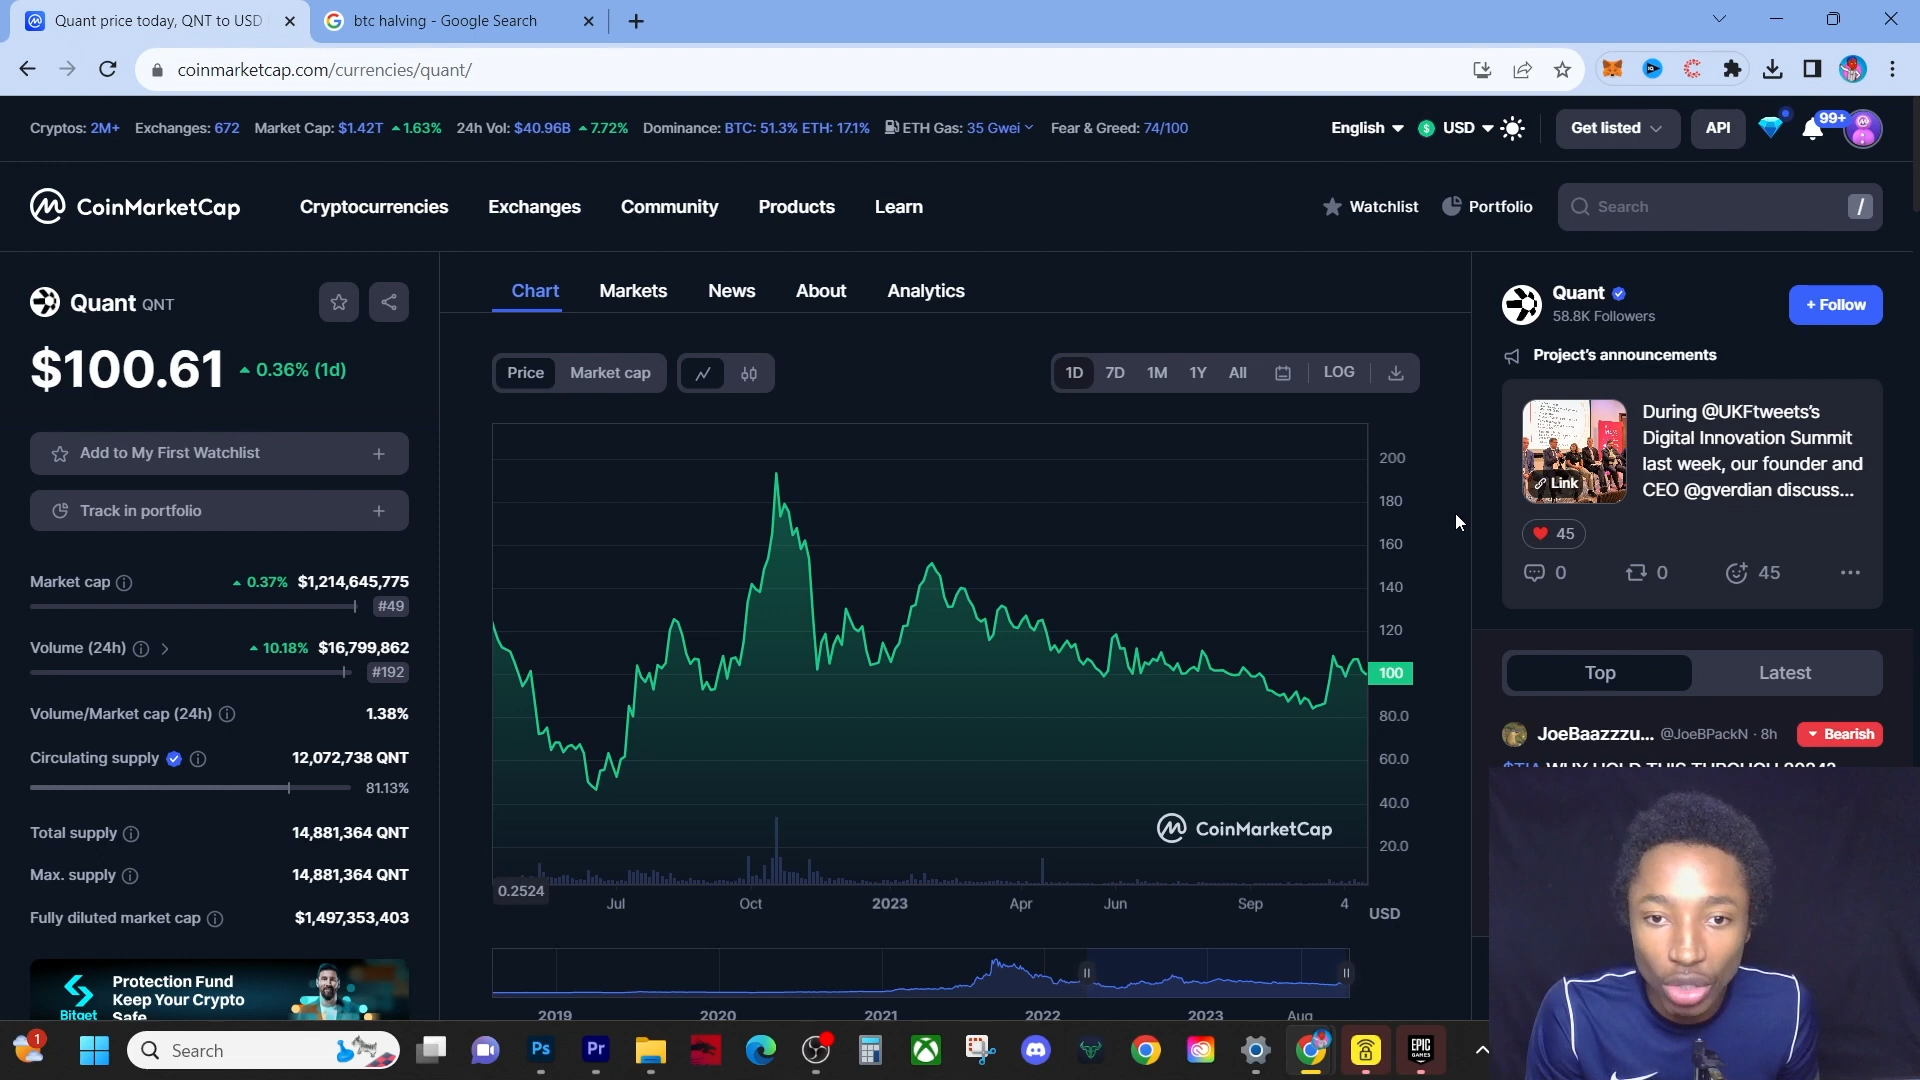 Quant price today, QNT to USD
btc halving - Google Search
coinmarketcap.com/currencies/quant/
Cryptos: 2M+ Exchanges: 672 Market Cap: $1.42T 1.63% 24h Vol: $40.96B 7.72% Dominance: BTC: 51.3% ETH: 17.1% ETH Gas: 35 Gwei Fear & Greed: 74/100
English USD Get listed API 99+
CoinMarketCap Cryptocurrencies Exchanges Community Products Learn
Watchlist Portfolio Search /
Quant QNT
$100.61 0.36% (1d)
Add to My First Watchlist +
Track in portfolio +
Market cap 0.37% $1,214,645,775
#49
Volume (24h) > 10.18% $16,799,862
#192
Volume/Market cap (24h) 1.38%
Circulating supply 12,072,738 QNT
81.13%
Total supply 14,881,364 QNT
Max. supply 14,881,364 QNT
Fully diluted market cap $1,497,353,403
Protection Fund
Keep Your Crypto
Safe
Bitget
Chart Markets News About Analytics
Price Market cap
1D 7D 1M 1Y All LOG
200
180
160
140
120
100
80.0
60.0
40.0
20.0
CoinMarketCap
0.2524
Jul Oct 2023 Apr Jun Sep 4
USD
2019 2020 2021 2022 2023 Aug
Quant
58.8K Followers
+ Follow
Project's announcements
During @UKFtweets's
Digital Innovation Summit
last week, our founder and
CEO @gverdian discuss...
Link
45
0 0 45
Top Latest
JoeBaazzzu... @JoeBPackN · 8h Bearish
$TIA WHY HOLD THIS THROUGH 2024?
1
Search
Ps
Pr
EPIC
GAMES